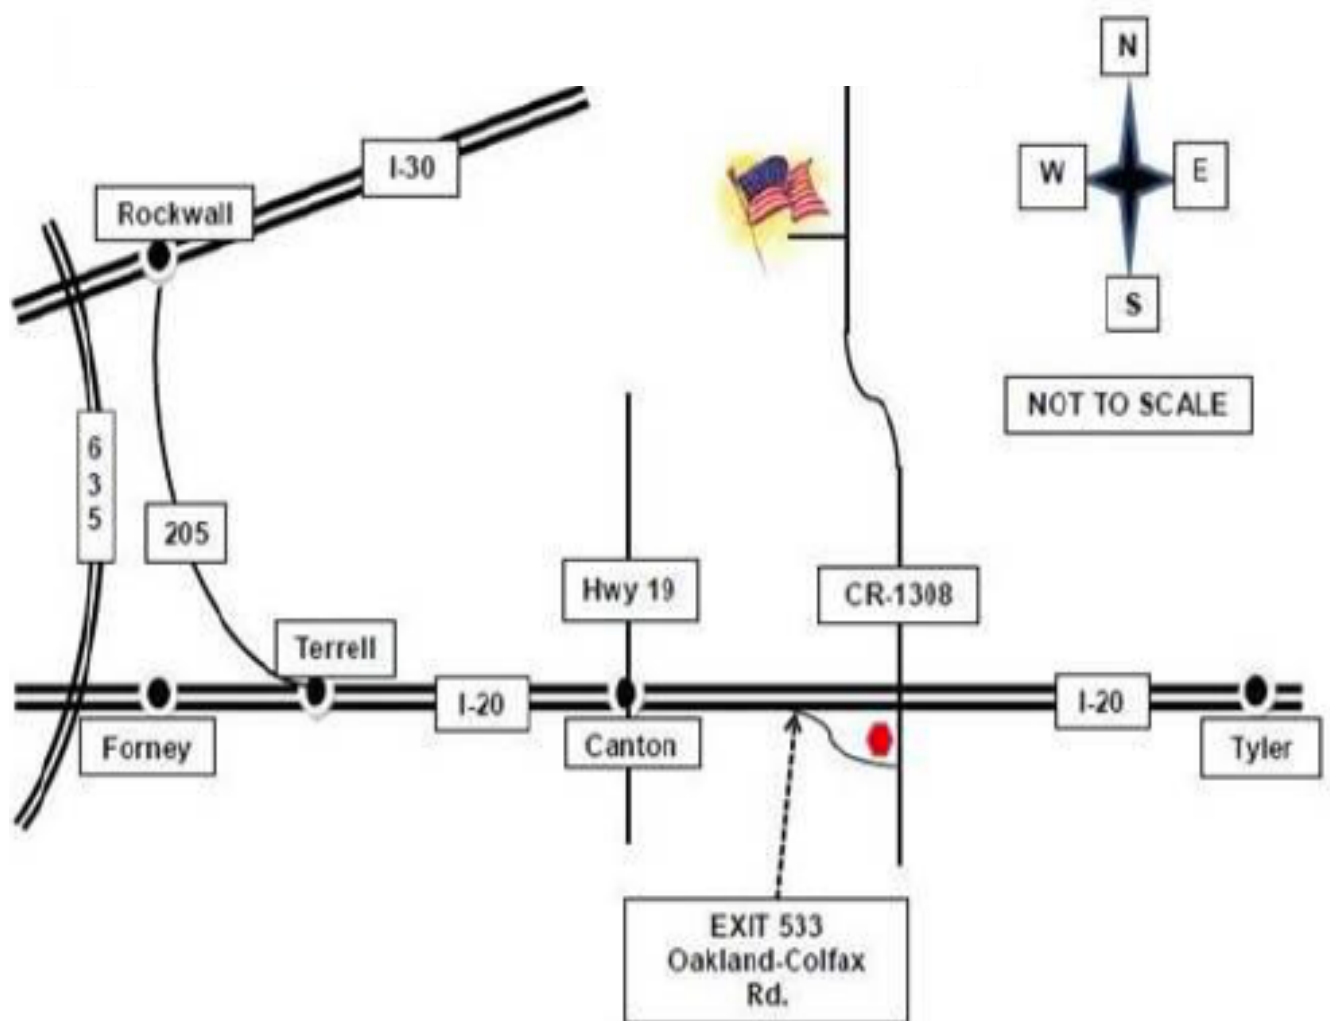 N
I-30
W
E
Rockwall
S
NOT TO SCALE
6
3
5
205
Hwy 19
CR-1308
Terrell
I-20
I-20
Forney
Canton
Tyler
EXIT 533
Oakland-Colfax
Rd.